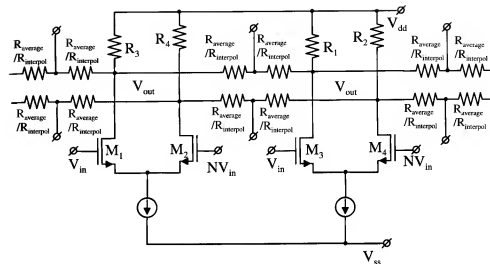 R_average /R_interpol
R_average /R_interpol
R_3
R_4
R_average /R_interpol
R_average /R_interpol
R_1
R_2
V_dd
R_average /R_interpol
R_average /R_interpol
V_out
V_out
R_average /R_interpol
R_average /R_interpol
R_average /R_interpol
R_average /R_interpol
R_average /R_interpol
R_average /R_interpol
M_1
M_2
M_3
M_4
V_in
NV_in
V_in
NV_in
V_ss